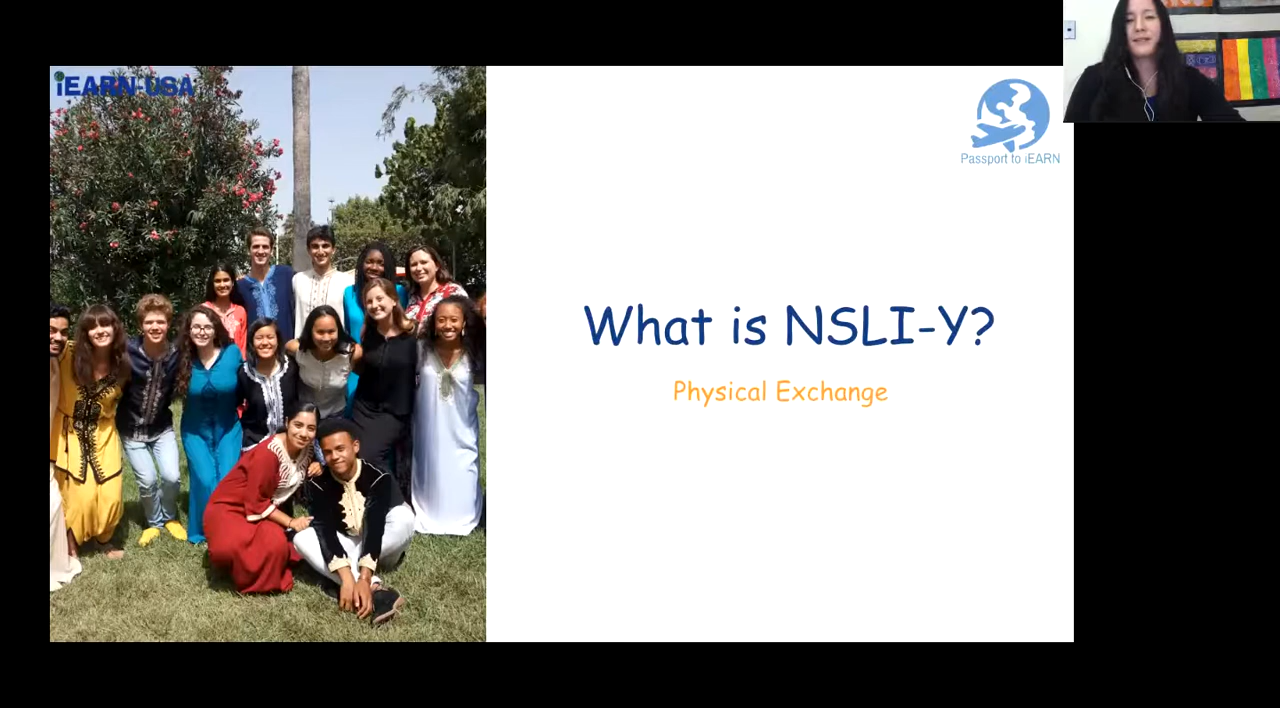 iEARN-USA
Passport to iEARN
What is NSLI-Y?
Physical Exchange